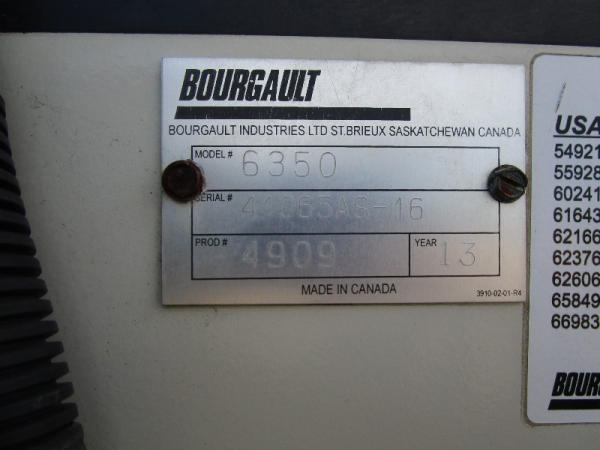 BOURGAULT
BOURGAULT INDUSTRIES LTD ST.BRIEUX SASKATCHEWAN CANADA
MODEL # 6350
SERIAL #
PROD # 4909 YEAR 13
MADE IN CANADA 3910-02-01-R4
USA
54921
55928
60241
61643
62166
62376
62606
65849
66983
BOURG